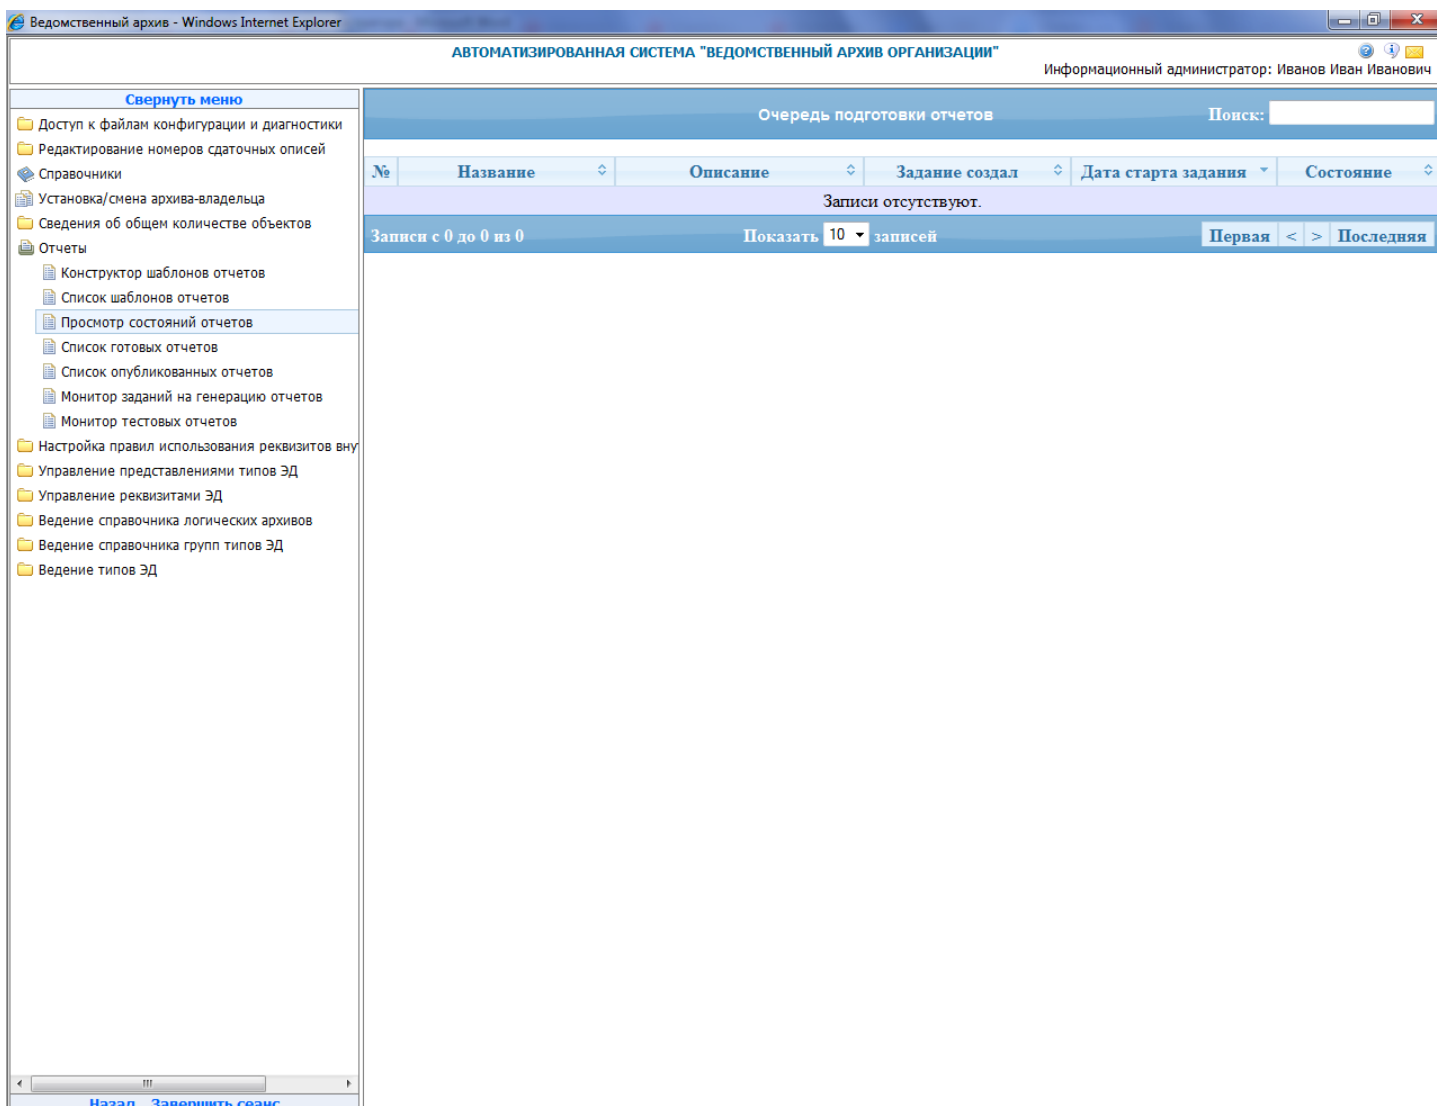 Ведомственный архив - Windows Internet Explorer
АВТОМАТИЗИРОВАННАЯ СИСТЕМА "ВЕДОМСТВЕННЫЙ АРХИВ ОРГАНИЗАЦИИ"
Информационный администратор: Иванов Иван Иванович
Свернуть меню
Доступ к файлам конфигурации и диагностики
Редактирование номеров сдаточных описей
Справочники
Установка/смена архива-владельца
Сведения об общем количестве объектов
Отчеты
Конструктор шаблонов отчетов
Список шаблонов отчетов
Просмотр состояний отчетов
Список готовых отчетов
Список опубликованных отчетов
Монитор заданий на генерацию отчетов
Монитор тестовых отчетов
Настройка правил использования реквизитов вну
Управление представлениями типов ЭД
Управление реквизитами ЭД
Ведение справочника логических архивов
Ведение справочника групп типов ЭД
Ведение типов ЭД
Назад Завершить сеанс
Очередь подготовки отчетов Поиск:
№ Название Описание Задание создал Дата старта задания Состояние
Записи отсутствуют.
Записи с 0 до 0 из 0 Показать 10 записей Первая < > Последняя